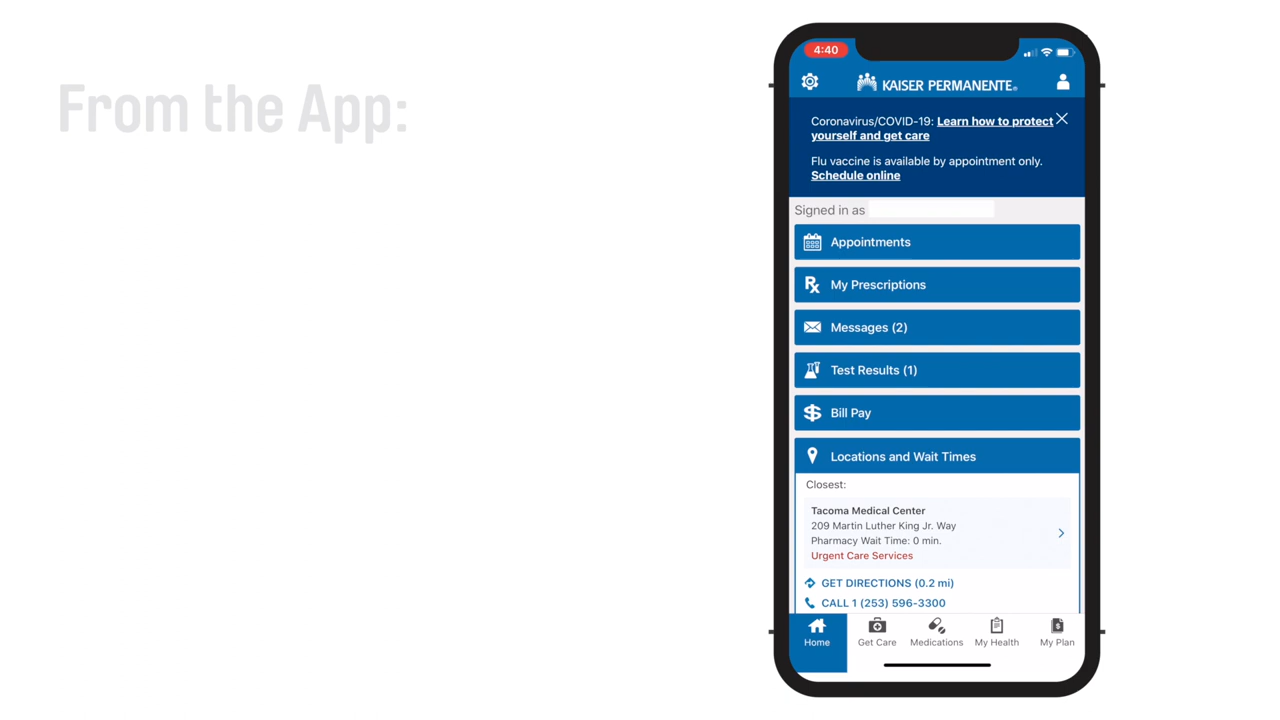 From the App:
4:40
KAISER PERMANENTE®
Coronavirus/COVID-19: Learn how to protect
yourself and get care
Flu vaccine is available by appointment only.
Schedule online
Signed in as
Appointments
Rx My Prescriptions
Messages (2)
Test Results (1)
$ Bill Pay
Locations and Wait Times
Closest:
Tacoma Medical Center
209 Martin Luther King Jr. Way
Pharmacy Wait Time: 0 min.
Urgent Care Services
GET DIRECTIONS (0.2 mi)
CALL 1 (253) 596-3300
Home Get Care Medications My Health My Plan